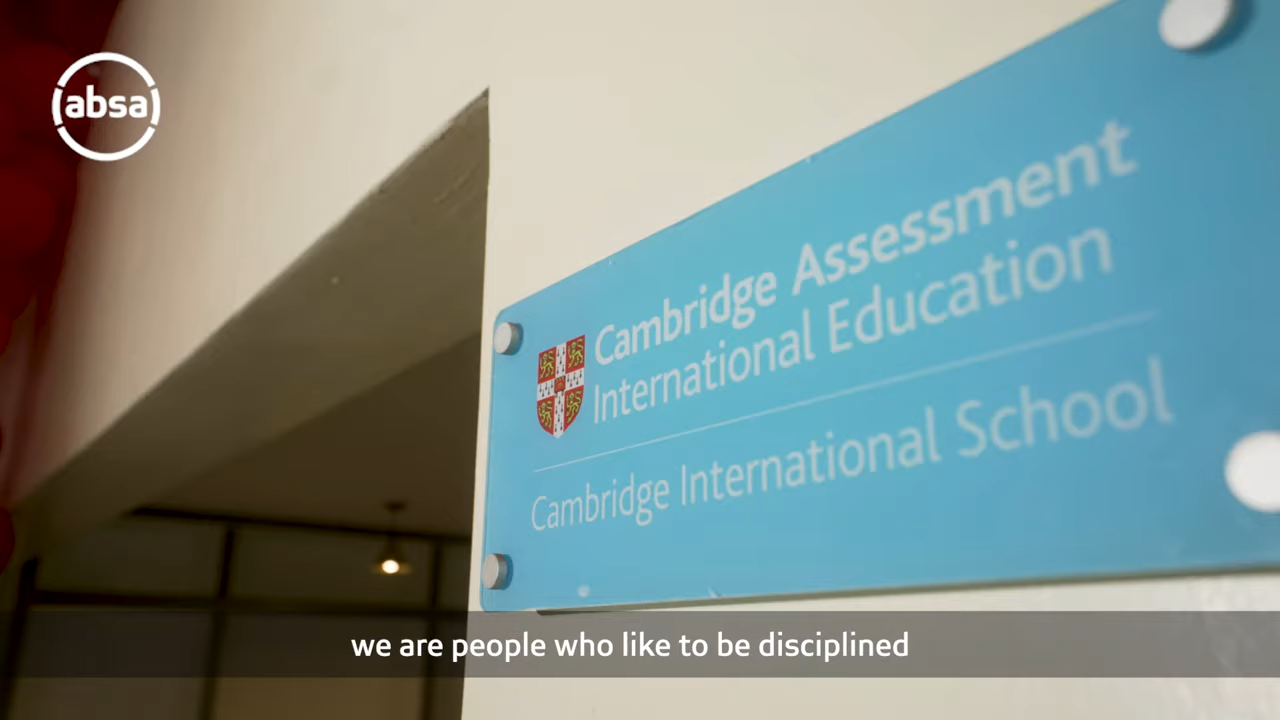 absa
Cambridge Assessment
International Education
Cambridge International School
we are people who like to be disciplined